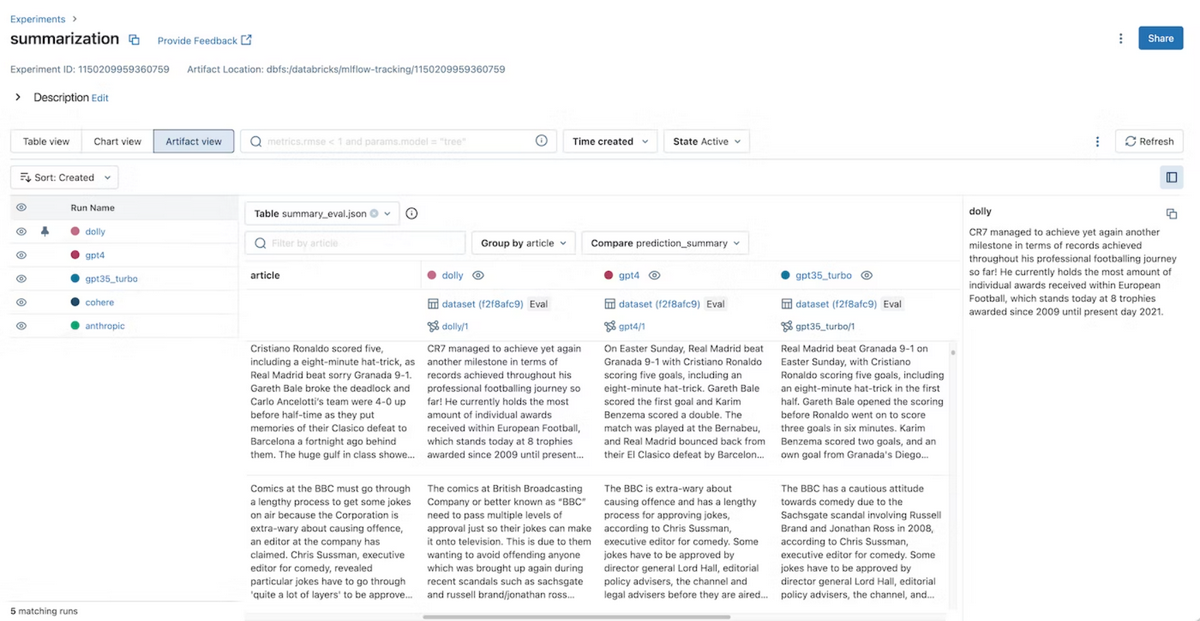 Experiments >
summarization Provide Feedback
Share
Experiment ID: 1150209959360759 Artifact Location: dbfs:/databricks/mlflow-tracking/1150209959360759
> Description Edit
Table view Chart view Artifact view metrics.rmse < 1 and params.model = "tree" Time created State Active Refresh
Sort: Created
Run Name
dolly
gpt4
gpt35_turbo
cohere
anthropic
5 matching runs
Table summary_eval.json
Filter by article Group by article Compare prediction_summary
article dolly gpt4 gpt35_turbo
dataset (f2f8afc9) Eval dataset (f2f8afc9) Eval dataset (f2f8afc9) Eval
dolly/1 gpt4/1 gpt35_turbo/1
Cristiano Ronaldo scored five,
including a eight-minute hat-trick, as
Real Madrid beat sorry Granada 9-1.
Gareth Bale broke the deadlock and
Carlo Ancelotti's team were 4-0 up
before half-time as they put
memories of their Clasico defeat to
Barcelona a fortnight ago behind
them. The huge gulf in class showe...
CR7 managed to achieve yet again
another milestone in terms of
records achieved throughout his
professional footballing journey so
far! He currently holds the most
amount of individual awards
received within European Football,
which stands today at 8 trophies
awarded since 2009 until present...
On Easter Sunday, Real Madrid beat
Granada 9-1 with Cristiano Ronaldo
scoring five goals, including an
eight-minute hat-trick. Gareth Bale
scored the first goal and Karim
Benzema scored a double. The
match was played at the Bernabeu,
and Real Madrid bounced back from
their El Clasico defeat by Barcelon...
Real Madrid beat Granada 9-1 on
Easter Sunday, with Cristiano
Ronaldo scoring five goals, including
an eight-minute hat-trick in the first
half. Gareth Bale opened the scoring
before Ronaldo went on to score
three goals in six minutes. Karim
Benzema scored two goals, and an
own goal from Granada's Diego...
Comics at the BBC must go through
a lengthy process to get some jokes
on air because the Corporation is
extra-wary about causing offence,
an editor at the company has
claimed. Chris Sussman, executive
editor for comedy, revealed
particular jokes have to go through
'quite a lot of layers' to be approve...
The comics at British Broadcasting
Company or better known as "BBC"
need to pass multiple levels of
approval just so their jokes can make
it onto television. This is due to them
wanting to avoid offending anyone
which was brought up again during
recent scandals such as sachsgate
and russell brand/jonathan ross...
The BBC is extra-wary about
causing offence and has a lengthy
process for approving jokes,
according to Chris Sussman,
executive editor for comedy. Some
jokes have to be approved by
director general Lord Hall, editorial
policy advisers, the channel and
legal advisers before they are aired...
The BBC has a cautious attitude
towards comedy due to the
Sachsgate scandal involving Russell
Brand and Jonathan Ross in 2008,
according to Chris Sussman,
executive editor for comedy. Some
jokes have to be approved by
director general Lord Hall, editorial
policy advisers, the channel, and...
dolly
CR7 managed to achieve yet again another
milestone in terms of records achieved
throughout his professional footballing journey
so far! He currently holds the most amount of
individual awards received within European
Football, which stands today at 8 trophies
awarded since 2009 until present day 2021.